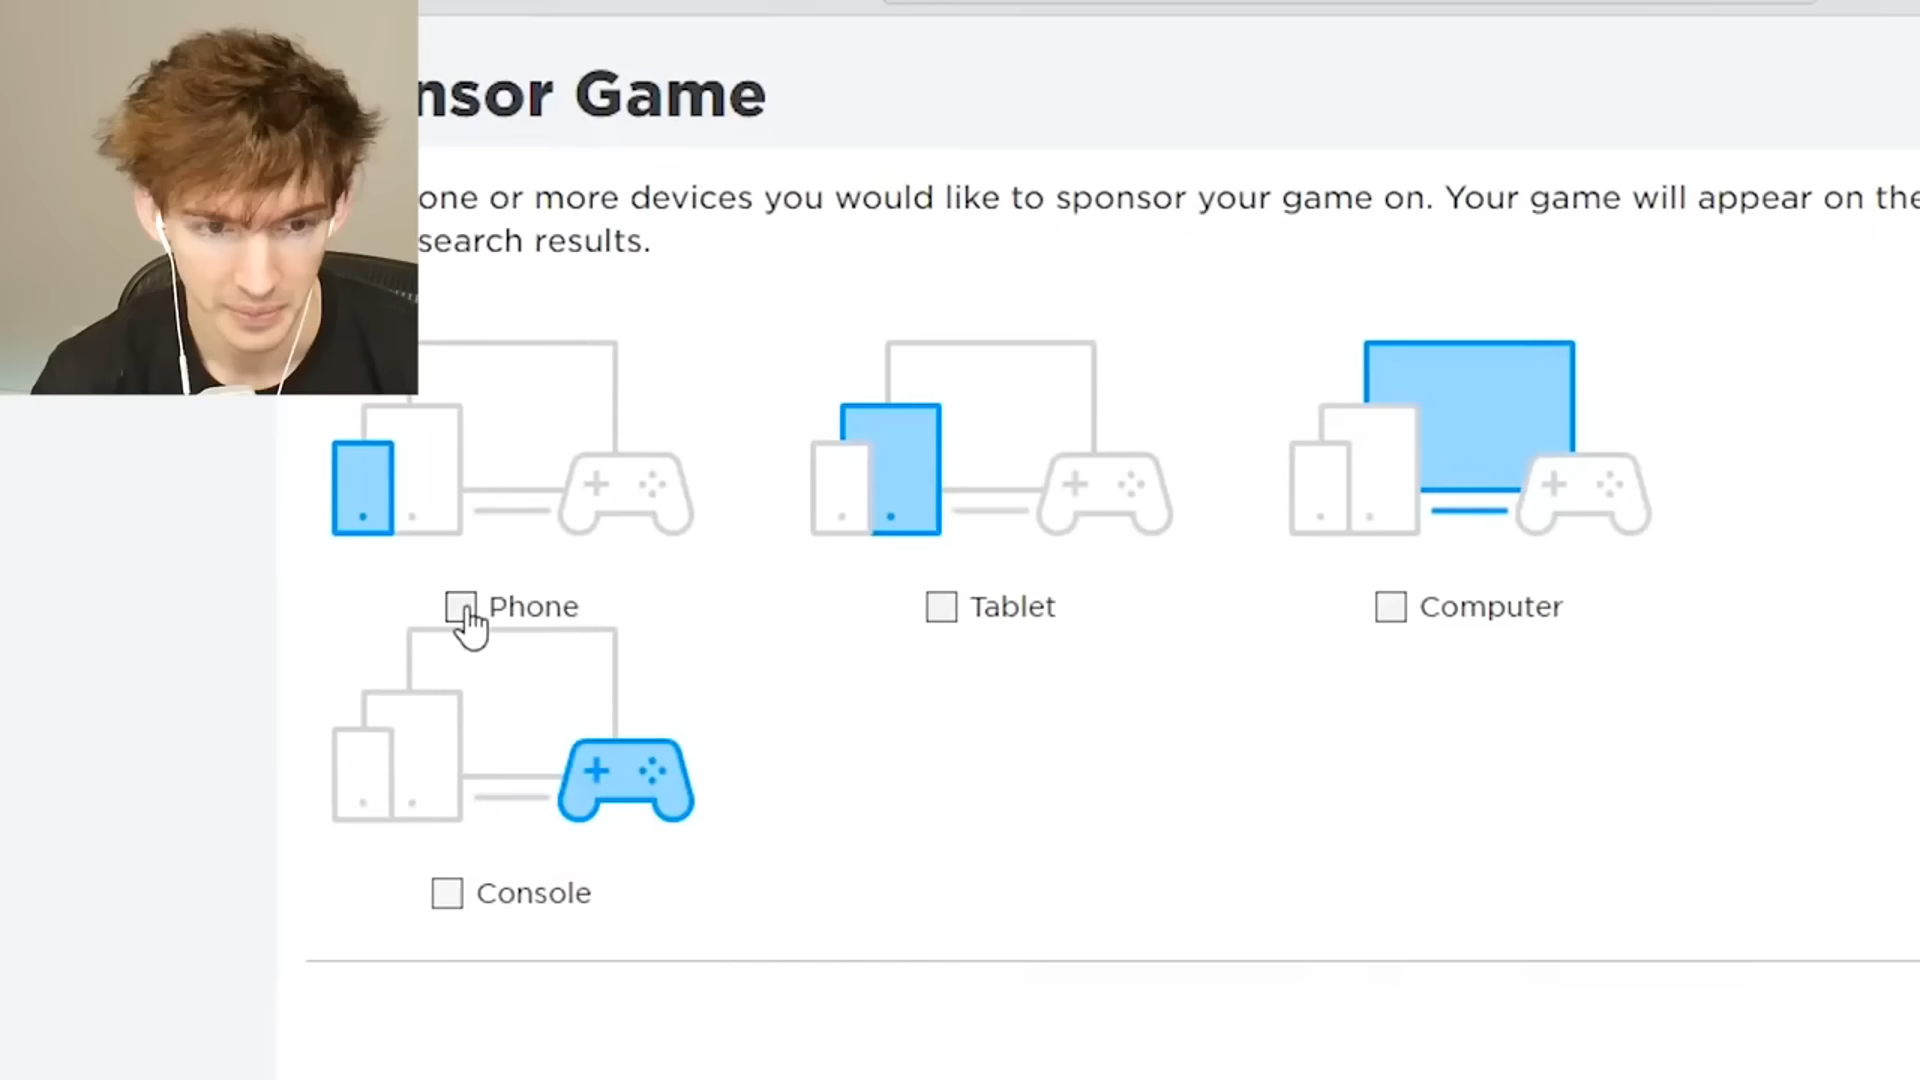 nsor Game
one or more devices you would like to sponsor your game on. Your game will appear on the
search results.
Phone
Tablet
Computer
Console